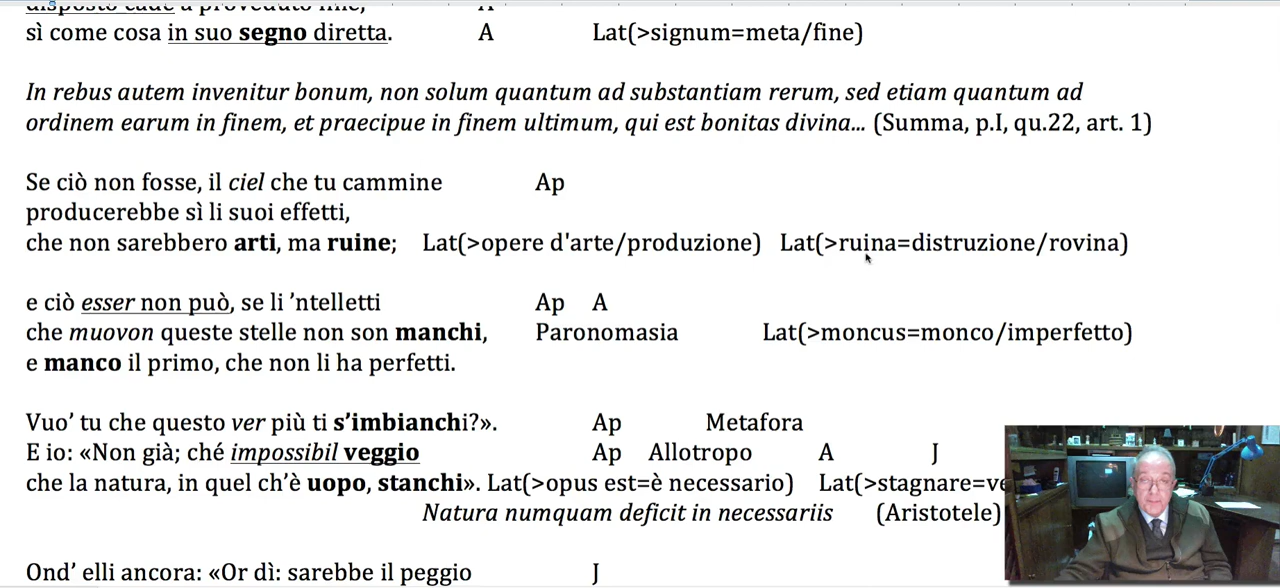 disposto cade a proveduto fine, A
sì come cosa in suo segno diretta. A Lat(>signum=meta/fine)
In rebus autem invenitur bonum, non solum quantum ad substantiam rerum, sed etiam quantum ad
ordinem earum in finem, et praecipue in finem ultimum, qui est bonitas divina... (Summa, p.I, qu.22, art. 1)
Se ciò non fosse, il ciel che tu cammine Ap
producerebbe sì li suoi effetti,
che non sarebbero arti, ma ruine; Lat(>opere d'arte/produzione) Lat(>ruina=distruzione/rovina)
e ciò esser non può, se li ’ntelletti Ap A
che muovon queste stelle non son manchi, Paronomasia Lat(>moncus=monco/imperfetto)
e manco il primo, che non li ha perfetti.
Vuo’ tu che questo ver più ti s’imbianchi?». Ap Metafora
E io: «Non già; ché impossibil veggio Ap Allotropo A J
che la natura, in quel ch’è uopo, stanchi». Lat(>opus est=è necessario) Lat(>stagnare=ve
Natura numquam deficit in necessariis (Aristotele)
Ond’ elli ancora: «Or dì: sarebbe il peggio J